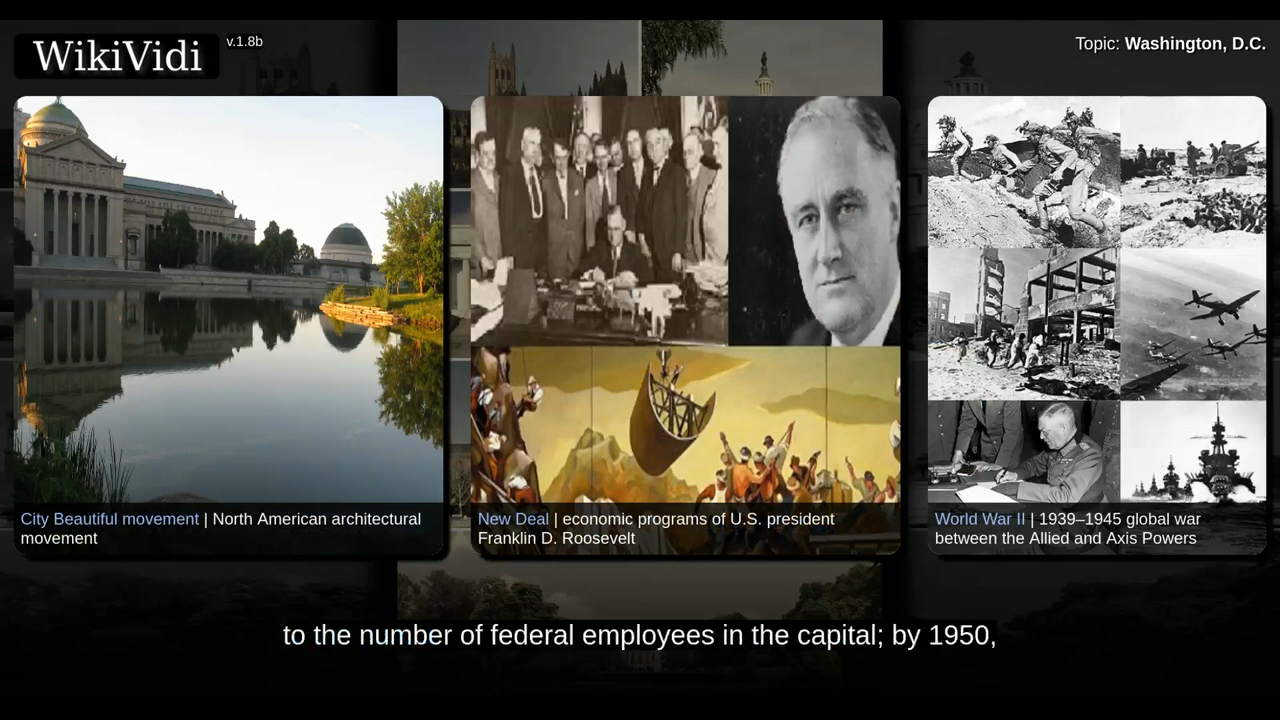 WikiVidi
v.1.8b
Topic: Washington, D.C.
City Beautiful movement | North American architectural
movement
New Deal | economic programs of U.S. president
Franklin D. Roosevelt
World War II | 1939–1945 global war
between the Allied and Axis Powers
to the number of federal employees in the capital; by 1950,